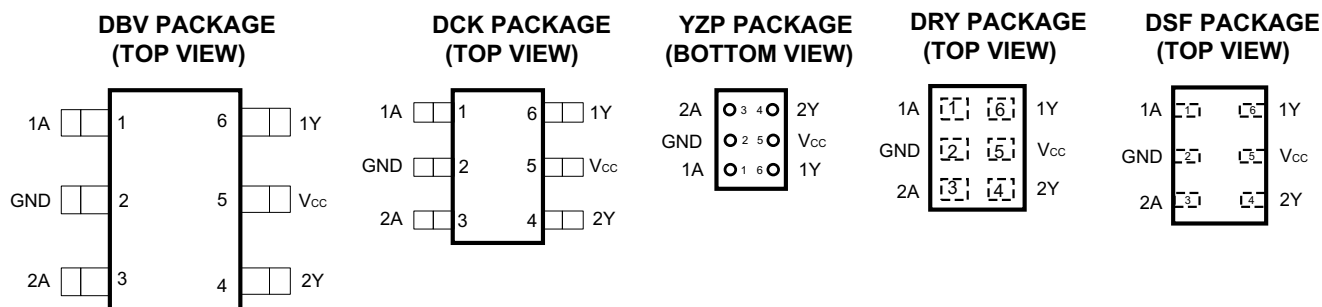 DBV PACKAGE
(TOP VIEW)
1A 1 6 1Y
GND 2 5 VCC
2A 3 4 2Y
DCK PACKAGE
(TOP VIEW)
1A 1 6 1Y
GND 2 5 VCC
2A 3 4 2Y
YZP PACKAGE
(BOTTOM VIEW)
2A 3 4 2Y
GND 2 5 VCC
1A 1 6 1Y
DRY PACKAGE
(TOP VIEW)
1A 1 6 1Y
GND 2 5 VCC
2A 3 4 2Y
DSF PACKAGE
(TOP VIEW)
1A 1 6 1Y
GND 2 5 VCC
2A 3 4 2Y